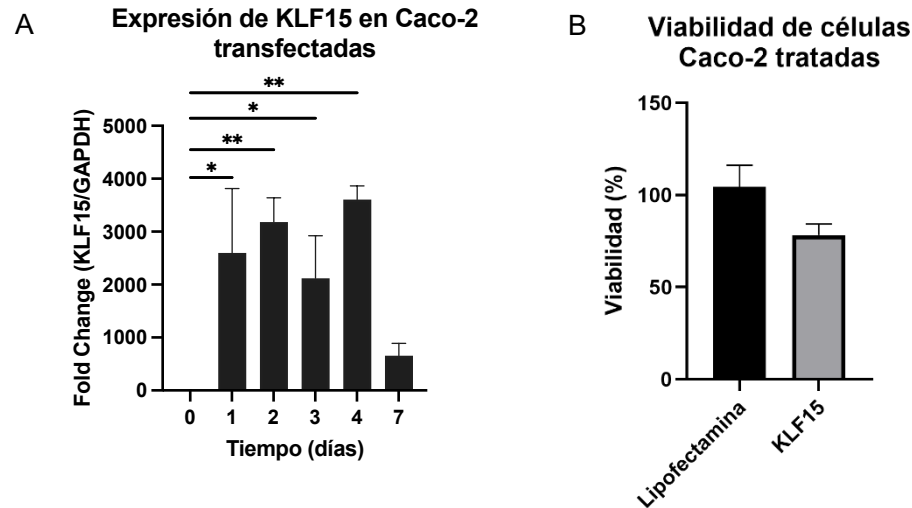 A
Expresión de KLF15 en Caco-2
transfectadas
**
*
**
*
Fold Change (KLF15/GAPDH)
5000
4000
3000
2000
1000
0
0 1 2 3 4 7
Tiempo (días)
B
Viabilidad de células
Caco-2 tratadas
Viabilidad (%)
150
100
50
0
Lipofectamina
KLF15